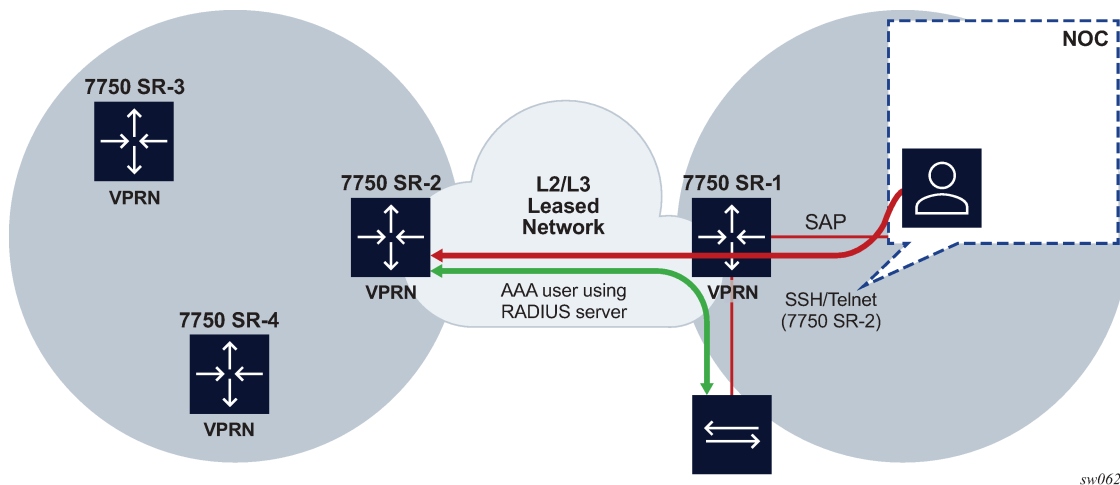 NOC
7750 SR-3
VPRN
7750 SR-2
VPRN
L2/L3
Leased
Network
7750 SR-1
VPRN
SAP
AAA user using
RADIUS server
SSH/Telnet
(7750 SR-2)
7750 SR-4
VPRN
sw062